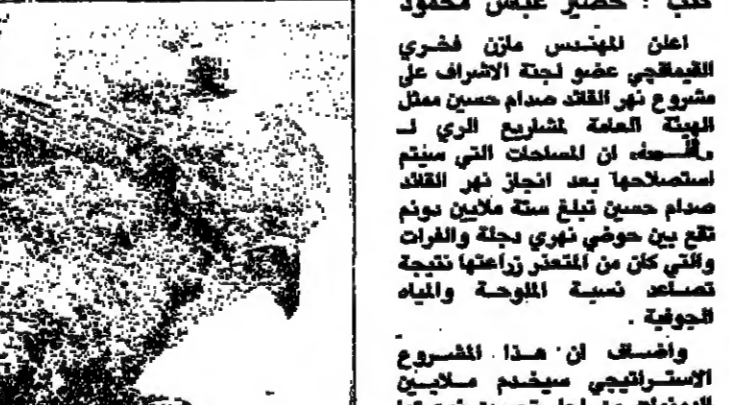 كتب : خضير عباس محمود
اعلن المهندس مازن فخري
القيماقجي عضو لجنة الاشراف على
مشروع نهر القائد صدام حسين ممثل
الهيئة العامة لمشاريع الري لـ
ان المساحات التي سيتم
استصلاحها بعد انجاز نهر القائد
صدام حسين تبلغ ستة ملايين دونم
تقع بين حوضي نهري دجلة والفرات
والتي كان من المتعذر زراعتها نتيجة
تصاعد نسبة الملوحة والمياه
الجوفية .
واضاف ان هذا المشروع
الاستراتيجي سيخدم ملايين